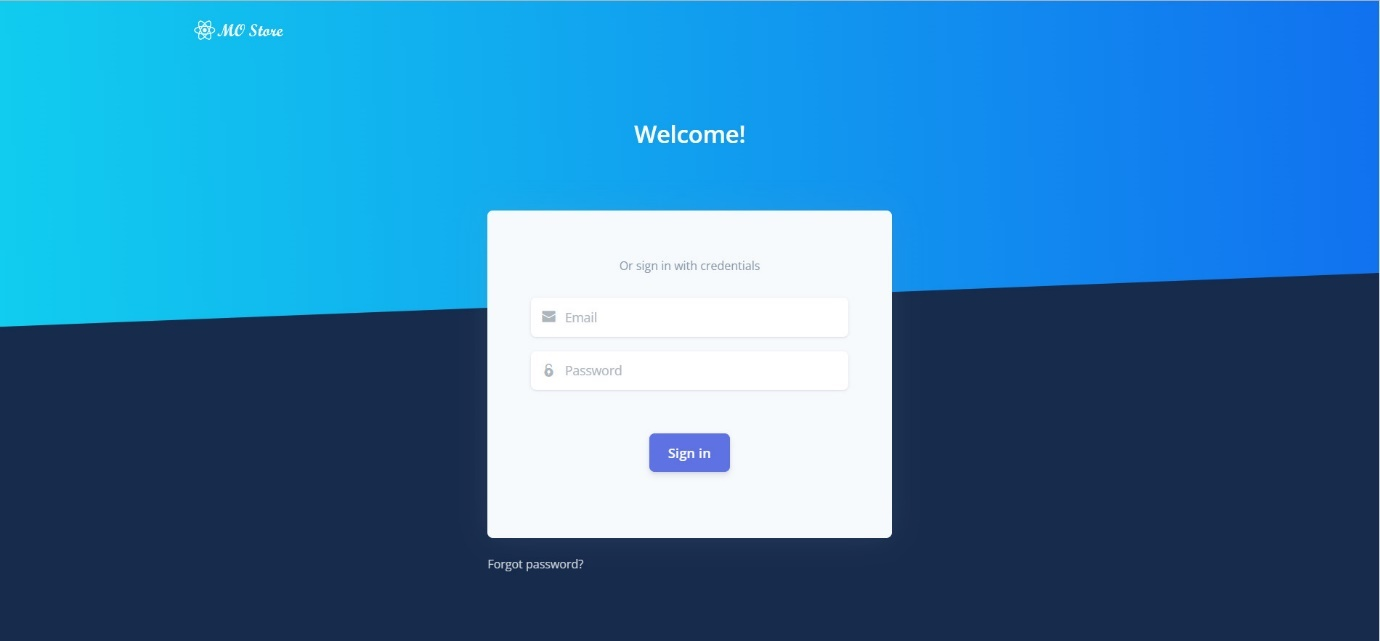 MO Store
Welcome!
Or sign in with credentials
Email
Password
Sign in
Forgot password?